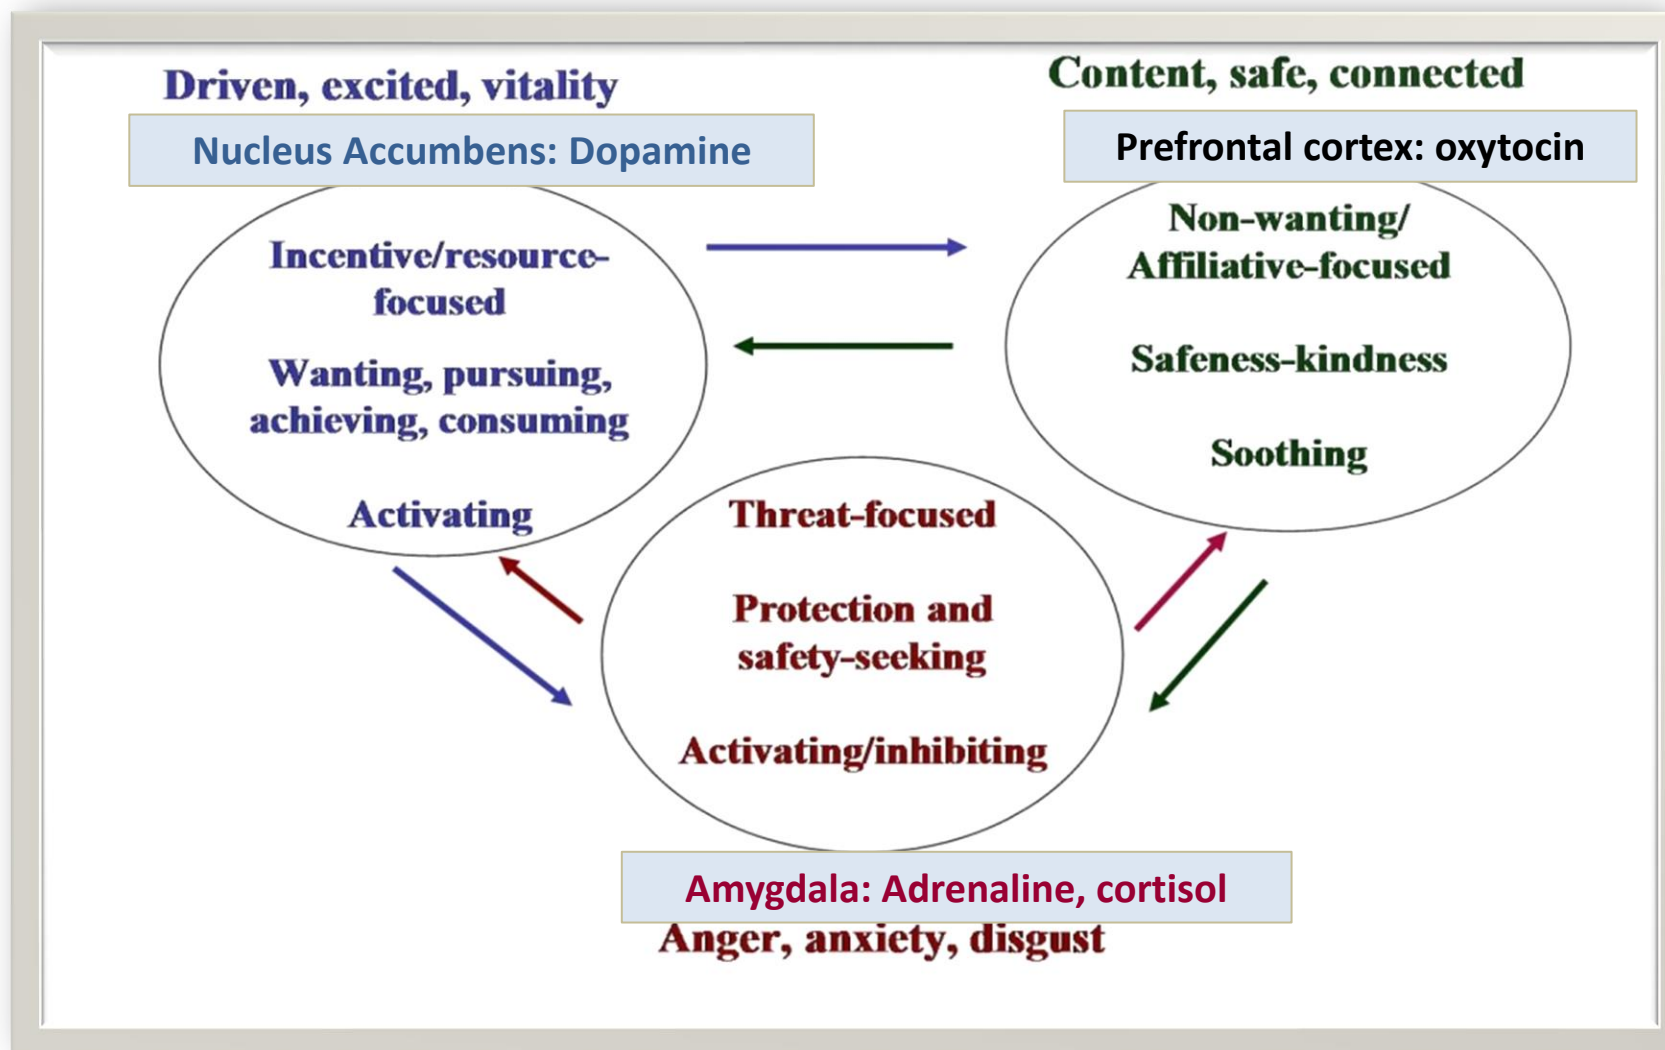 Driven, excited, vitality
Nucleus Accumbens: Dopamine
Incentive/resource-
focused
Wanting, pursuing,
achieving, consuming
Activating
Content, safe, connected
Prefrontal cortex: oxytocin
Non-wanting/
Affiliative-focused
Safeness-kindness
Soothing
Threat-focused
Protection and
safety-seeking
Activating/inhibiting
Amygdala: Adrenaline, cortisol
Anger, anxiety, disgust